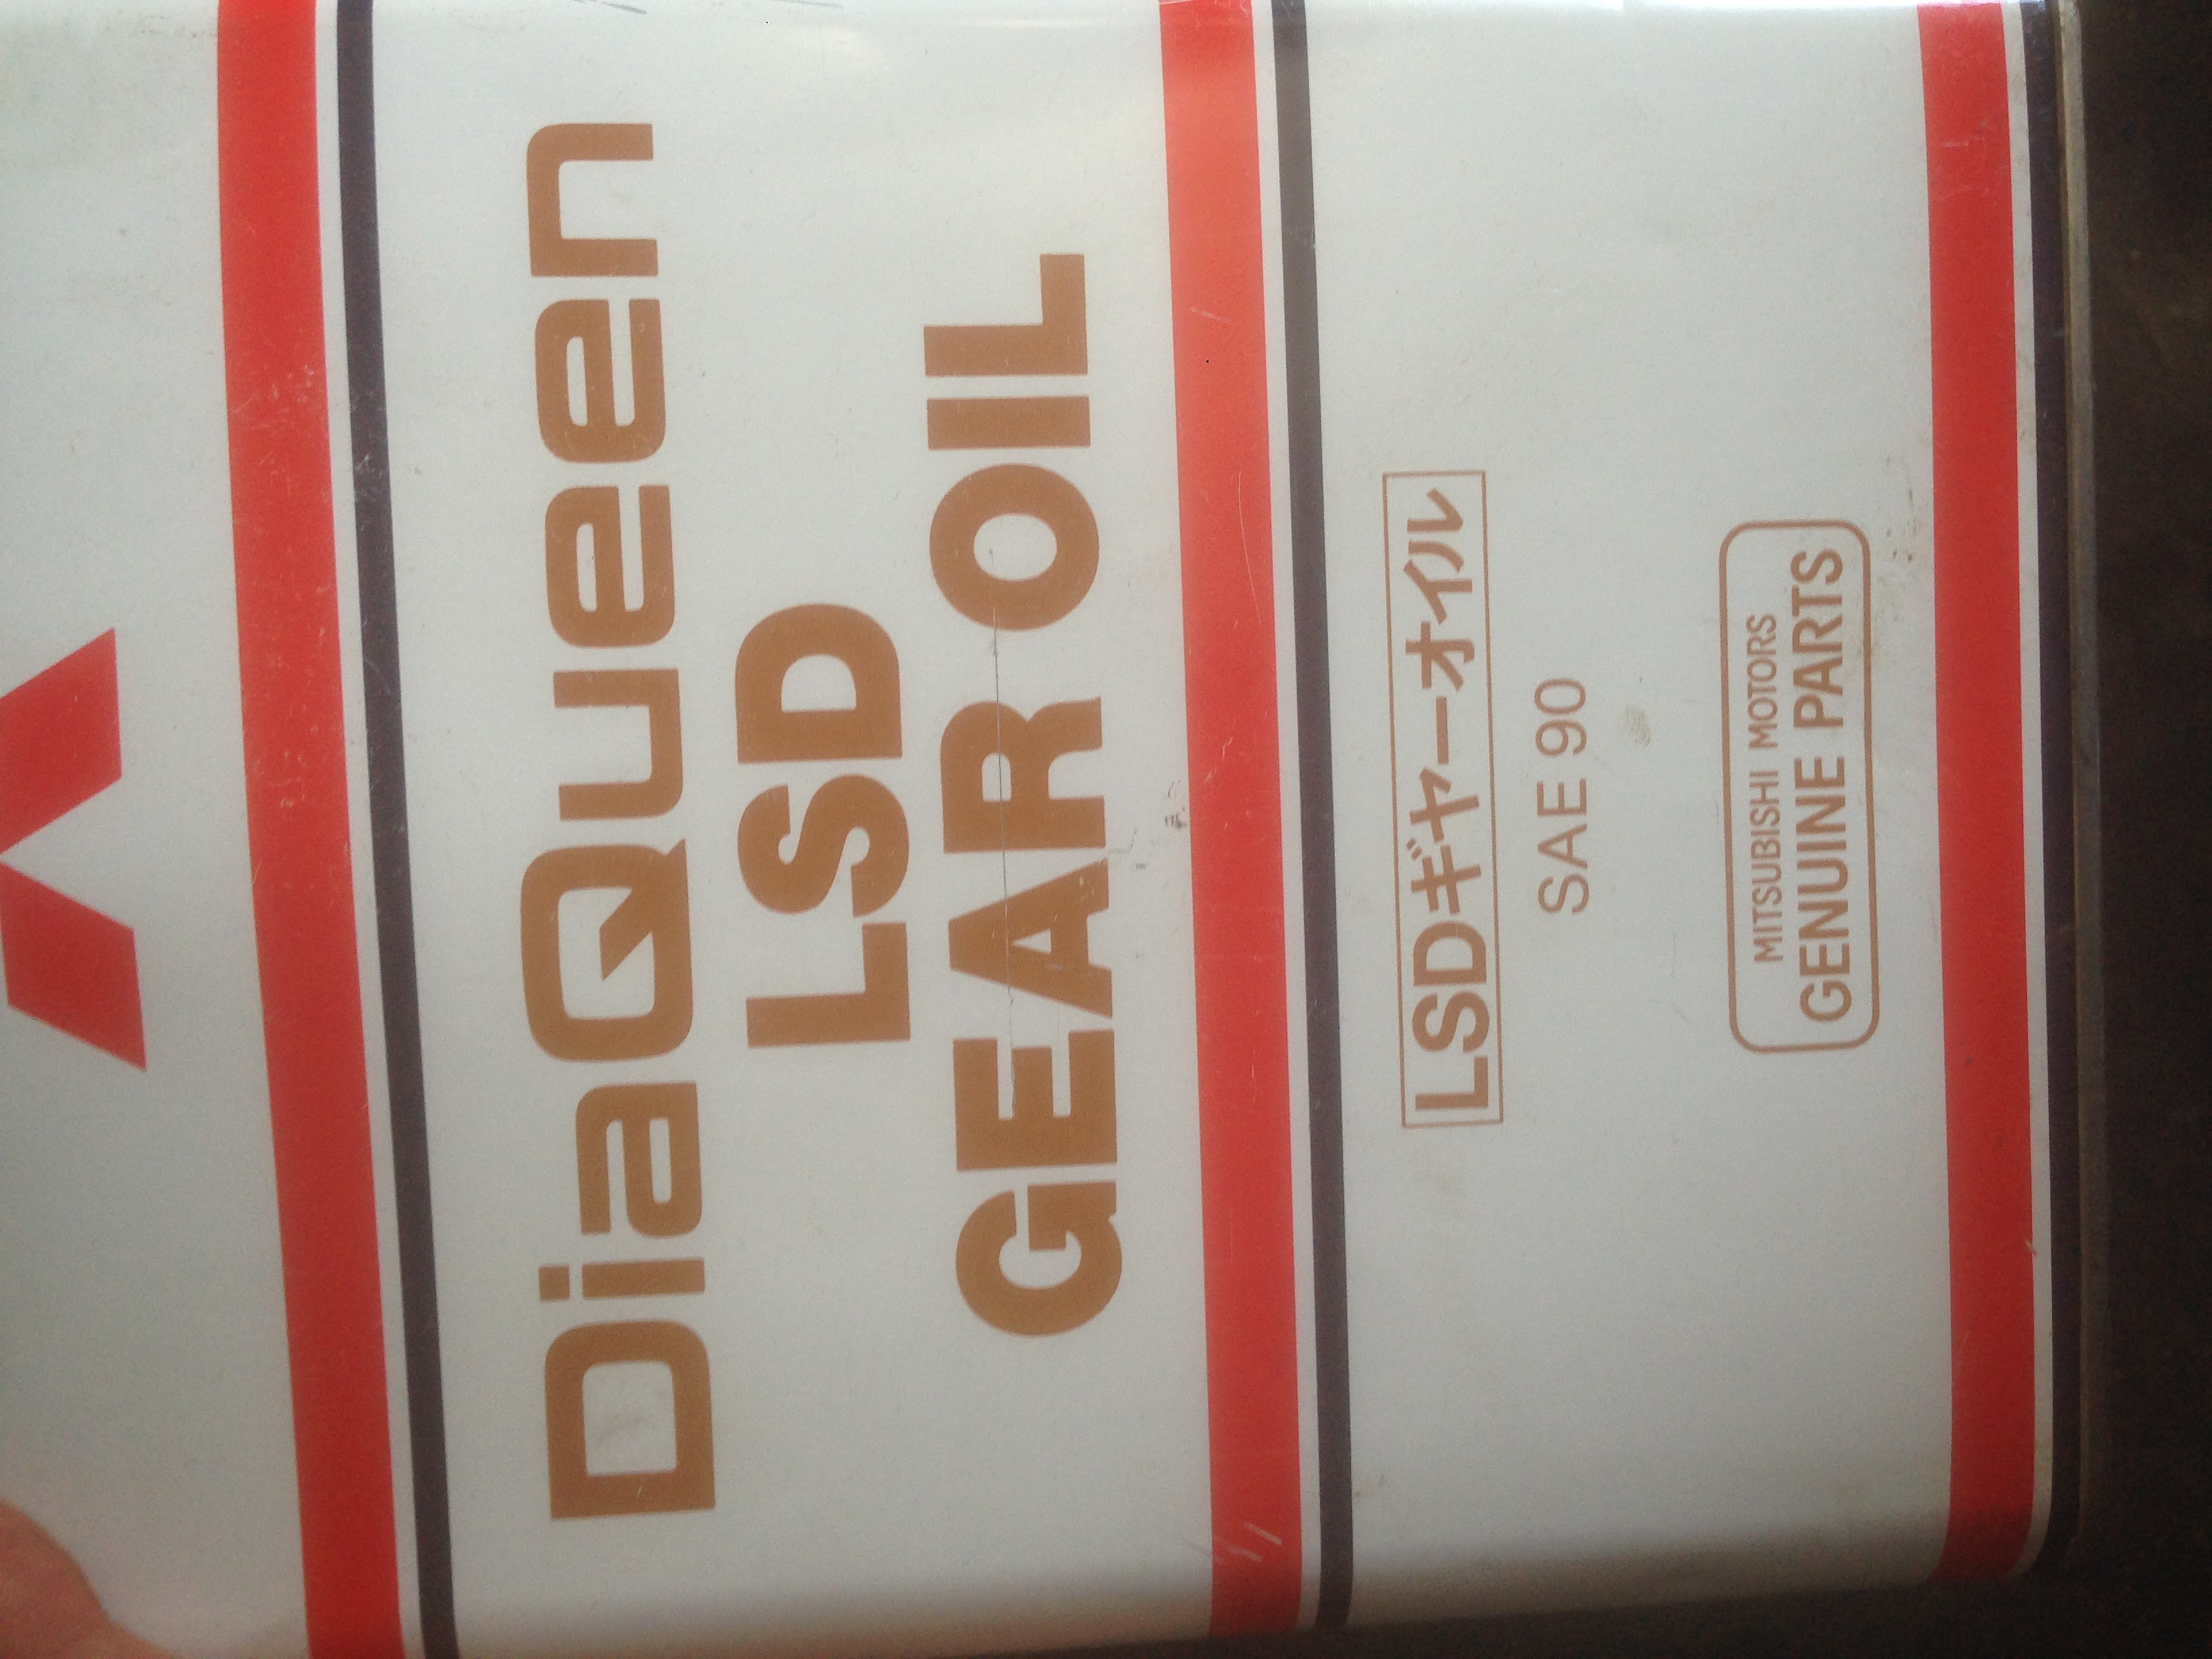 DiaQueen
LSD
GEAR OIL
LSDギヤーオイル
SAE 90
MITSUBISHI MOTORS
GENUINE PARTS